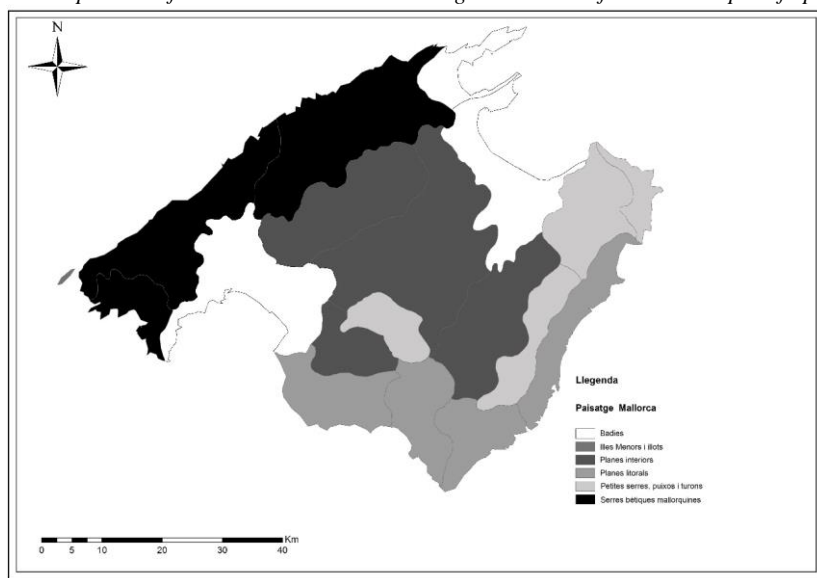 N
Llegenda
Paisatge Mallorca
Badies
Illes Menors i illots
Planes interiors
Planes litorals
Petites serres, puixos i turons
Serres bétiques mallorquines
Km
0 5 10 20 30 40